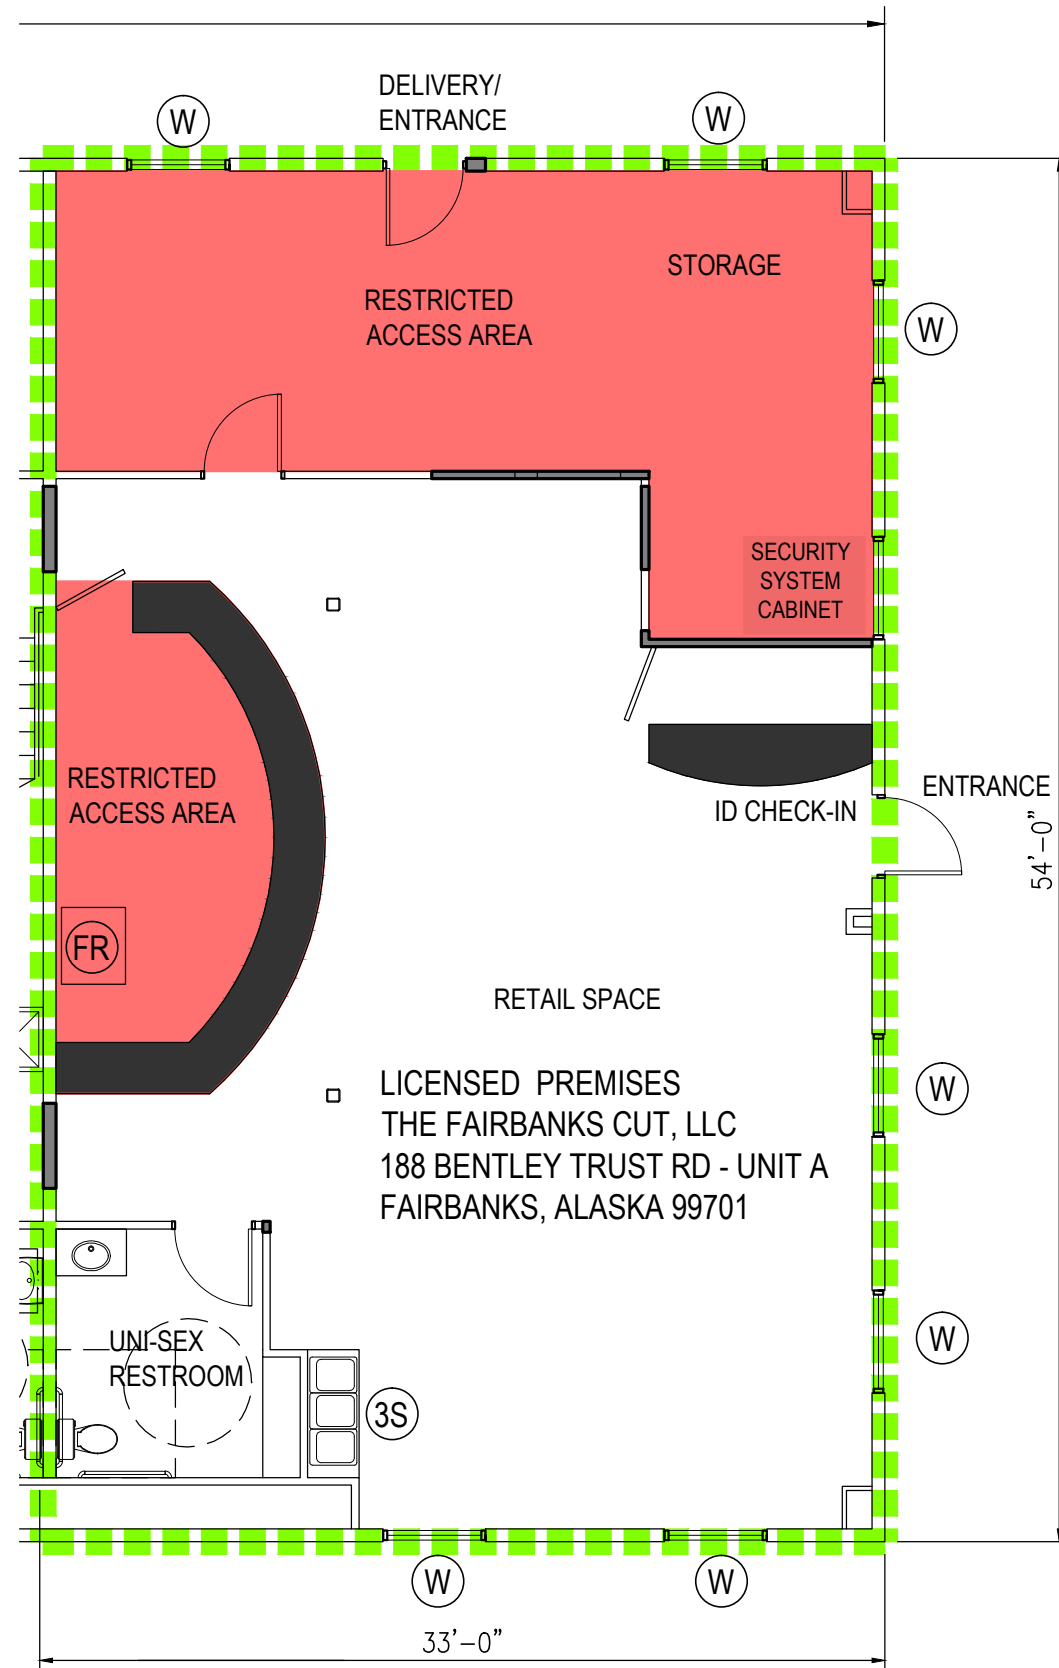 DELIVERY/
ENTRANCE
W
W
STORAGE
RESTRICTED
ACCESS AREA
W
SECURITY
SYSTEM
CABINET
RESTRICTED
ACCESS AREA
ENTRANCE
ID CHECK-IN
54'-0"
FR
RETAIL SPACE
LICENSED PREMISES
THE FAIRBANKS CUT, LLC
188 BENTLEY TRUST RD - UNIT A
FAIRBANKS, ALASKA 99701
W
UNI-SEX
RESTROOM
W
3S
W
W
33'-0"